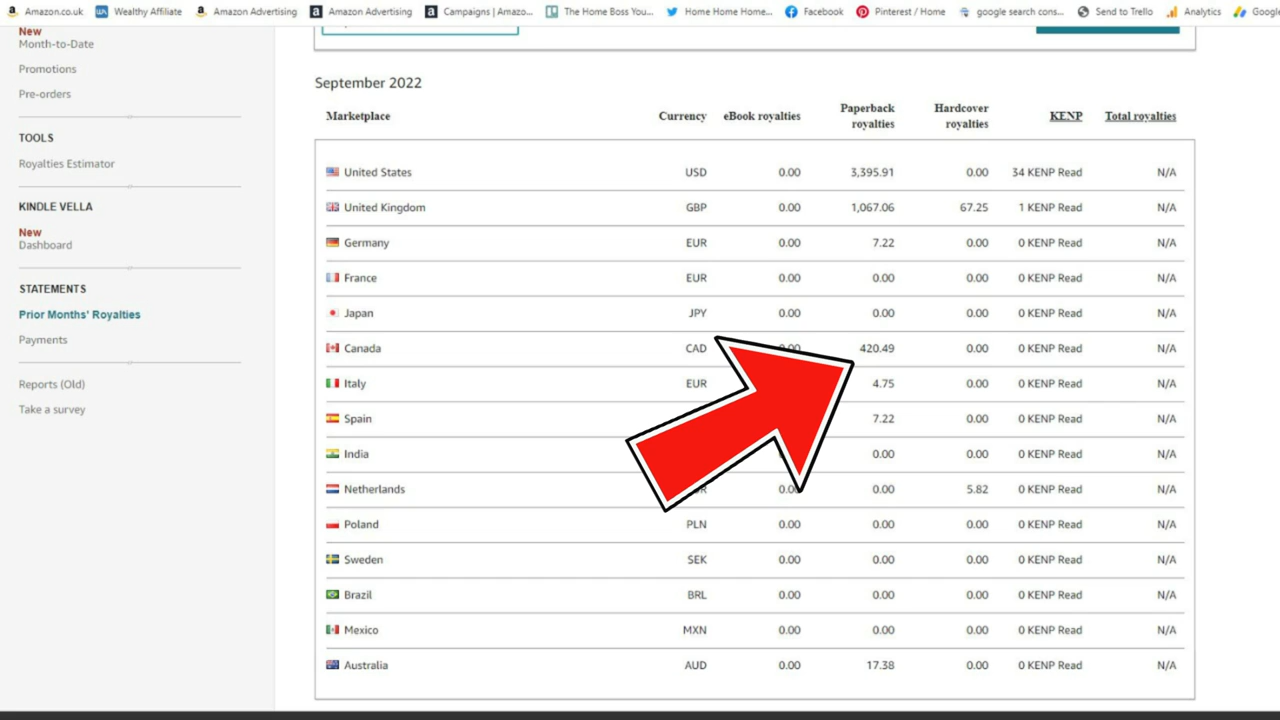 Amazon.co.uk Wealthy Affiliate Amazon Advertising Amazon Advertising Campaigns | Amazo... The Home Boss You... Home Home Home... Facebook Pinterest / Home google search cons... Send to Trello Analytics
New
Month-to-Date
Promotions
Pre-orders
TOOLS
Royalties Estimator
KINDLE VELLA
New
Dashboard
STATEMENTS
Prior Months' Royalties
Payments
Reports (Old)
Take a survey
September 2022
Marketplace Currency eBook royalties Paperback royalties Hardcover royalties KENP Total royalties
United States USD 0.00 3,395.91 0.00 34 KENP Read N/A
United Kingdom GBP 0.00 1,067.06 67.25 1 KENP Read N/A
Germany EUR 0.00 7.22 0.00 0 KENP Read N/A
France EUR 0.00 0.00 0.00 0 KENP Read N/A
Japan JPY 0.00 0.00 0.00 0 KENP Read N/A
Canada CAD 0.00 420.49 0.00 0 KENP Read N/A
Italy EUR 4.75 0.00 0 KENP Read N/A
Spain 7.22 0.00 0 KENP Read N/A
India 0.00 0.00 0 KENP Read N/A
Netherlands 0.00 0.00 5.82 0 KENP Read N/A
Poland PLN 0.00 0.00 0.00 0 KENP Read N/A
Sweden SEK 0.00 0.00 0.00 0 KENP Read N/A
Brazil BRL 0.00 0.00 0.00 0 KENP Read N/A
Mexico MXN 0.00 0.00 0.00 0 KENP Read N/A
Australia AUD 0.00 17.38 0.00 0 KENP Read N/A